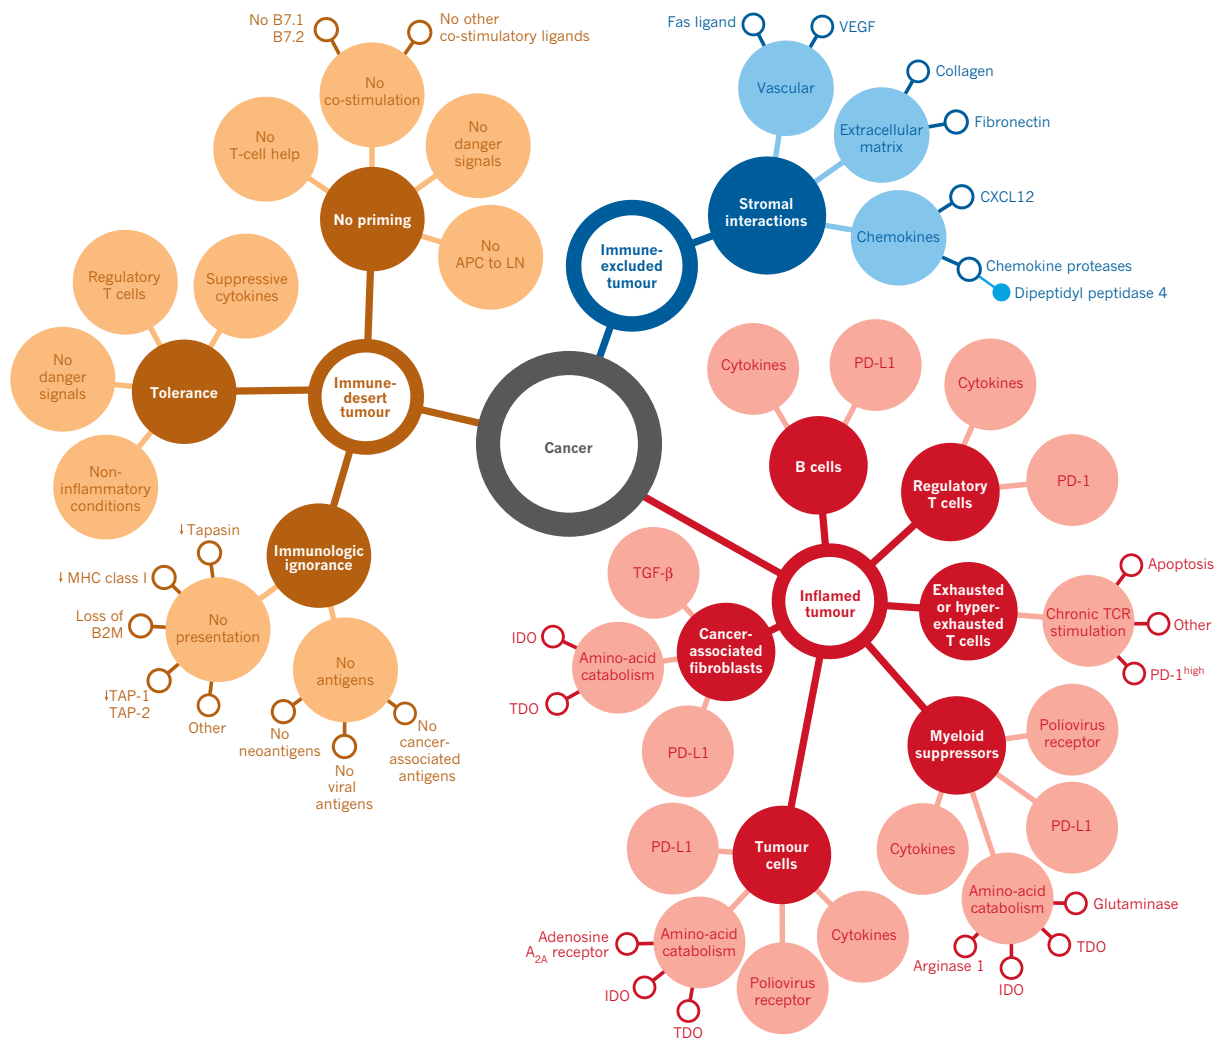 No B7.1
B7.2
No other
co-stimulatory ligands
No
co-stimulation
No
T-cell help
No
danger
signals
No priming
No
APC to LN
Regulatory
T cells
Suppressive
cytokines
No
danger
signals
Tolerance
Non-
inflammatory
conditions
Immune-
desert
tumour
Immunologic
ignorance
↓ Tapasin
↓ MHC class I
Loss of
B2M
↓TAP-1
TAP-2
Other
No
presentation
No
antigens
No
neoantigens
No
viral
antigens
No
cancer-
associated
antigens
Cancer
Immune-
excluded
tumour
Stromal
interactions
Fas ligand
VEGF
Vascular
Collagen
Extracellular
matrix
Fibronectin
CXCL12
Chemokines
Chemokine proteases
Dipeptidyl peptidase 4
Inflamed
tumour
Cytokines
PD-L1
B cells
Cytokines
Regulatory
T cells
PD-1
Exhausted
or hyper-
exhausted
T cells
Chronic TCR
stimulation
Apoptosis
Other
PD-1high
TGF-β
Cancer-
associated
fibroblasts
IDO
Amino-acid
catabolism
TDO
PD-L1
Myeloid
suppressors
Poliovirus
receptor
PD-L1
Cytokines
Amino-acid
catabolism
Glutaminase
TDO
Arginase 1
IDO
Tumour
cells
PD-L1
Amino-acid
catabolism
Adenosine
A2A receptor
IDO
TDO
Poliovirus
receptor
Cytokines